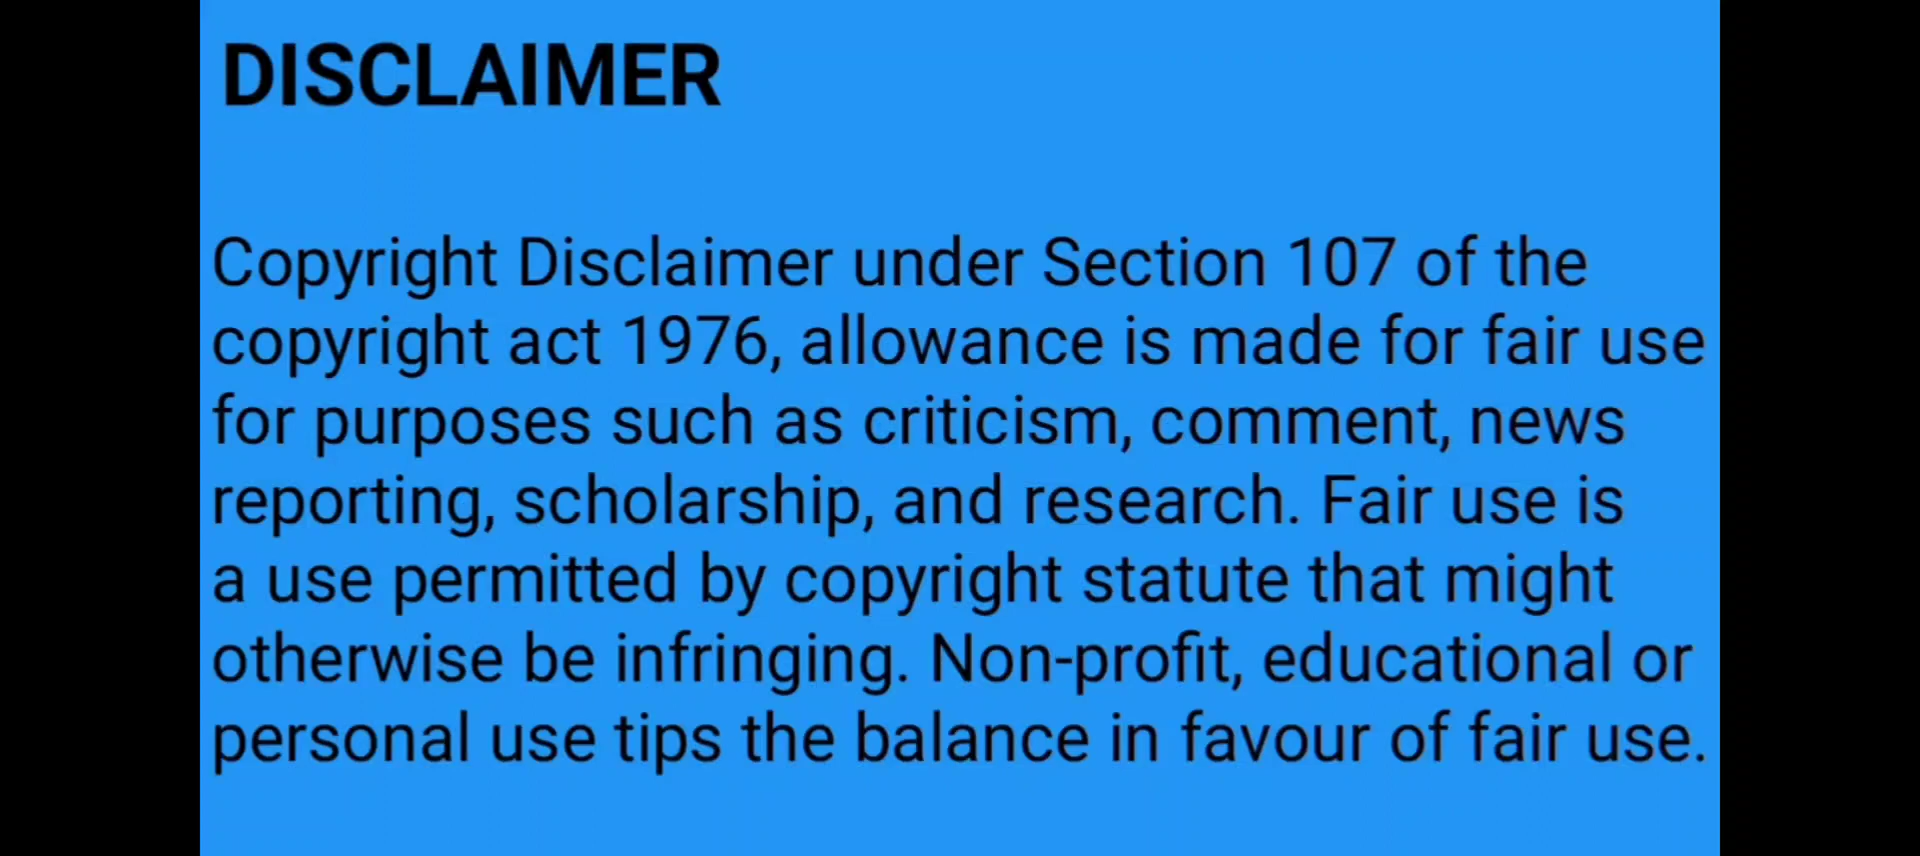 DISCLAIMER
Copyright Disclaimer under Section 107 of the
copyright act 1976, allowance is made for fair use
for purposes such as criticism, comment, news
reporting, scholarship, and research. Fair use is
a use permitted by copyright statute that might
otherwise be infringing. Non-profit, educational or
personal use tips the balance in favour of fair use.